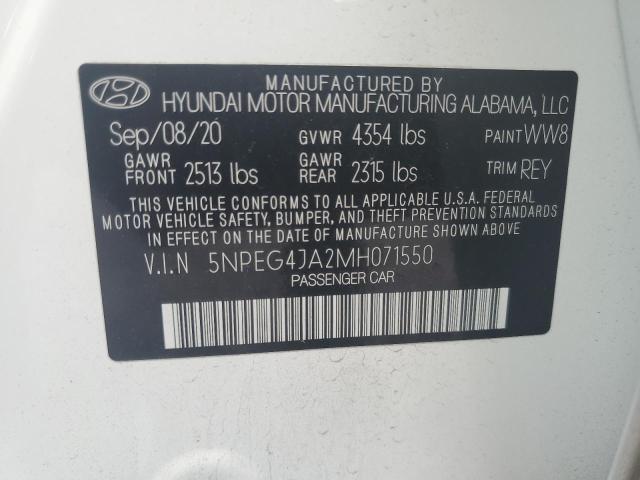 MANUFACTURED BY
HYUNDAI MOTOR MANUFACTURING ALABAMA, LLC
Sep/08/20 GVWR 4354 lbs PAINT WW8
GAWR FRONT 2513 lbs GAWR REAR 2315 lbs TRIM REY
THIS VEHICLE CONFORMS TO ALL APPLICABLE U.S.A. FEDERAL
MOTOR VEHICLE SAFETY, BUMPER, AND THEFT PREVENTION STANDARDS
IN EFFECT ON THE DATE OF MANUFACTURE SHOWN ABOVE
V.I.N 5NPEG4JA2MH071550
PASSENGER CAR